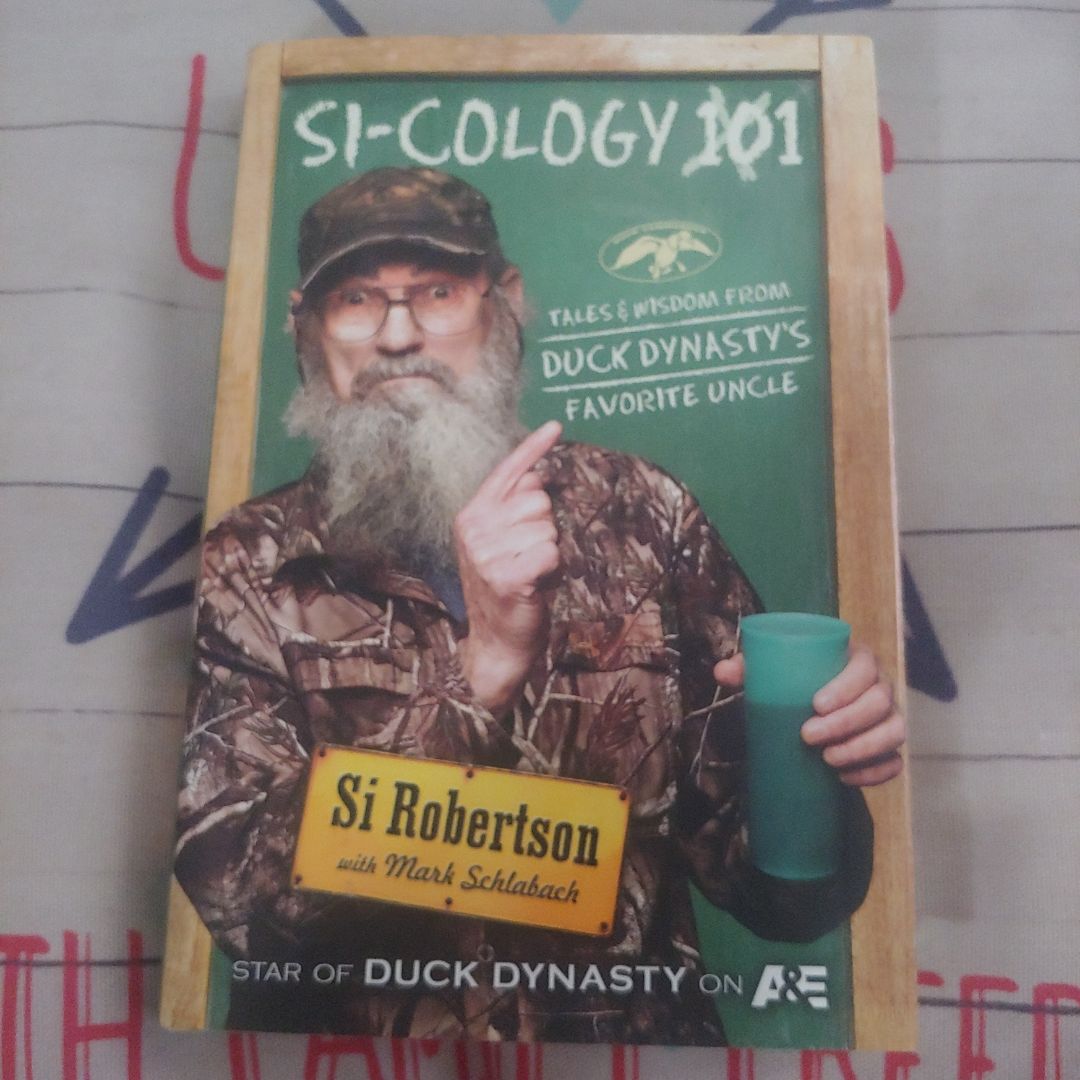 SI-COLOGY 101
TALES & WISDOM FROM
DUCK DYNASTY'S
FAVORITE UNCLE
Si Robertson
with Mark Schlabach
STAR OF DUCK DYNASTY ON A&E